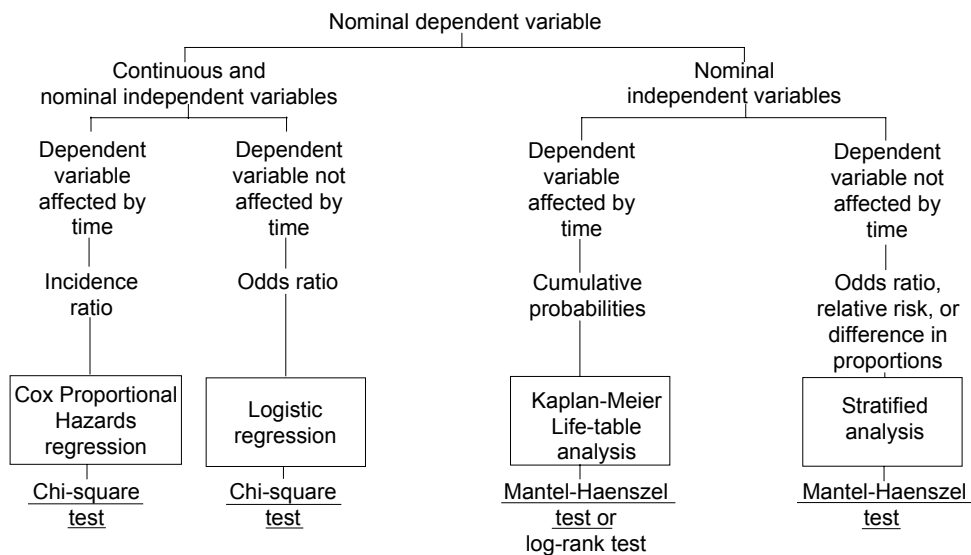 Nominal dependent variable
Continuous and
nominal independent variables
Nominal
independent variables
Dependent
variable
affected by
time
Dependent
variable not
affected by
time
Dependent
variable
affected by
time
Dependent
variable not
affected by
time
Incidence
ratio
Odds ratio
Cumulative
probabilities
Odds ratio,
relative risk, or
difference in
proportions
Cox Proportional
Hazards
regression
Logistic
regression
Kaplan-Meier
Life-table
analysis
Stratified
analysis
Chi-square
test
Chi-square
test
Mantel-Haenszel
test or
log-rank test
Mantel-Haenszel
test